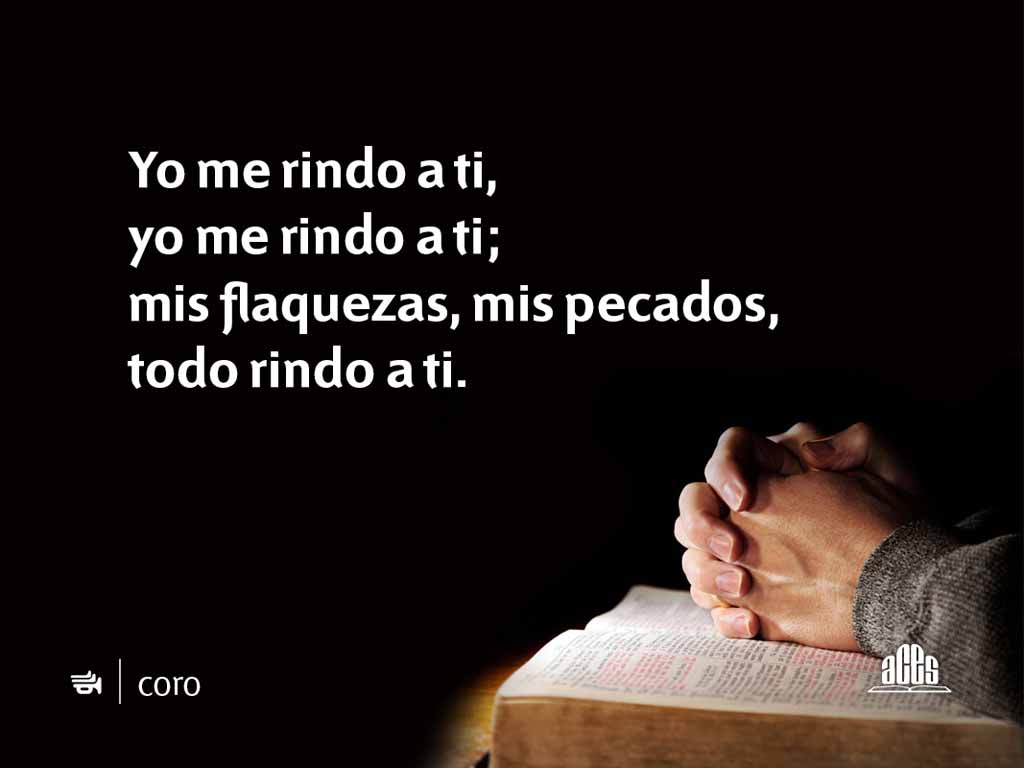 Yo me rindo a ti,
yo me rindo a ti;
mis flaquezas, mis pecados,
todo rindo a ti.
coro
aces